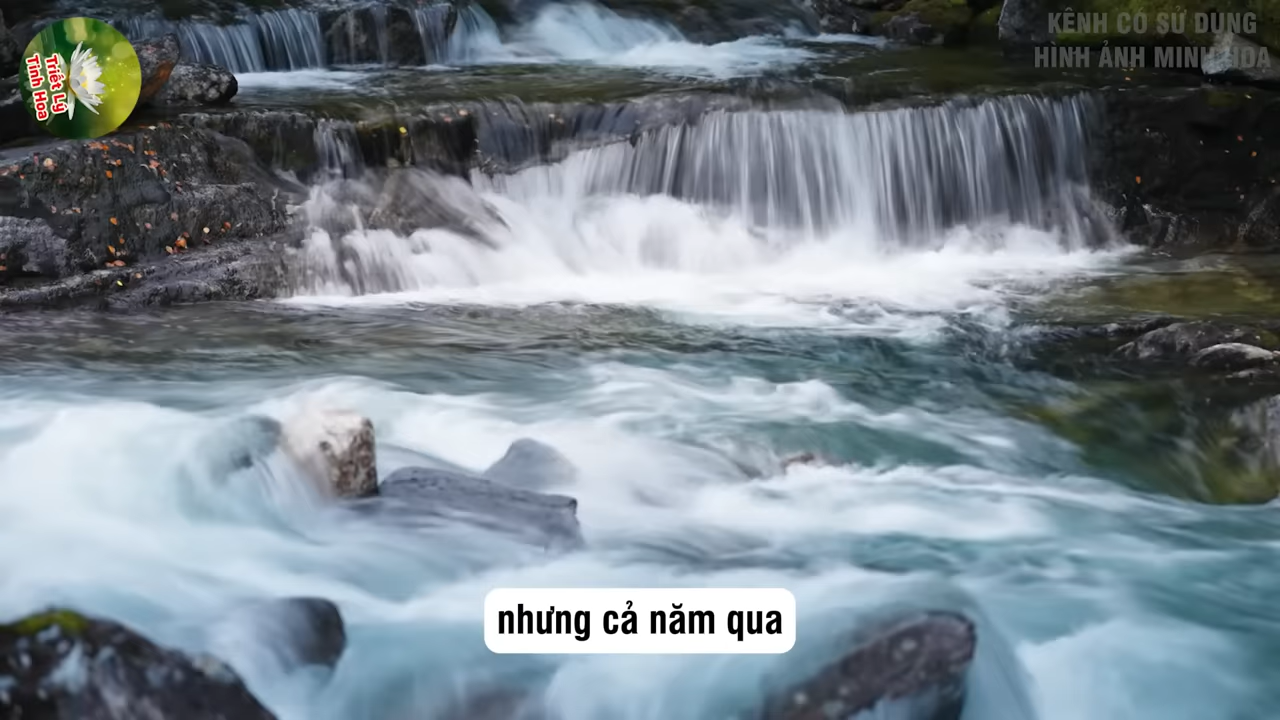 Triết Lý
Tinh Hoa
KÊNH CÓ SỬ DỤNG
HÌNH ẢNH MINH HỌA
nhưng cả năm qua